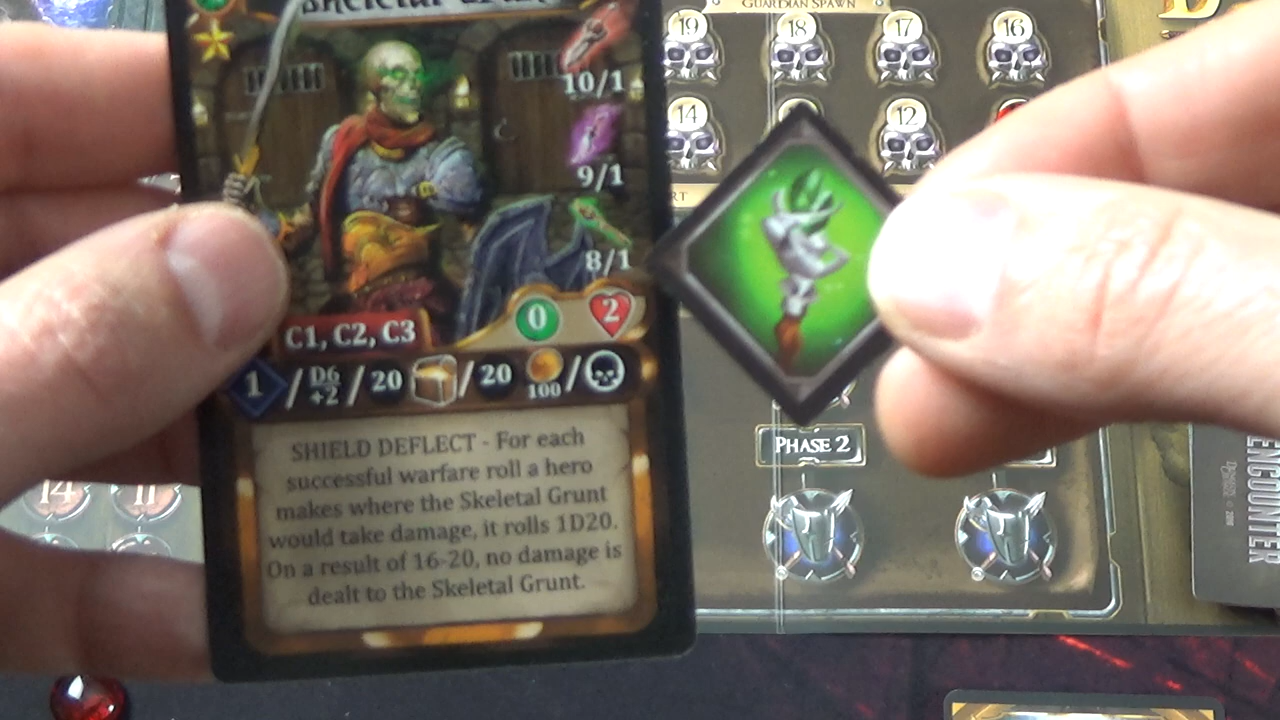 Skeletal Grunt
10/1
9/1
8/1
C1, C2, C3
0
2
1 / D6 +2 / 20 / 20 100 /
SHIELD DEFLECT - For each
successful warfare roll a hero
makes where the Skeletal Grunt
would take damage, it rolls 1D20.
On a result of 16-20, no damage is
dealt to the Skeletal Grunt.
GUARDIAN SPAWN
19 18 17 16
14 12
PHASE 2
14 11
ENCOUNTER